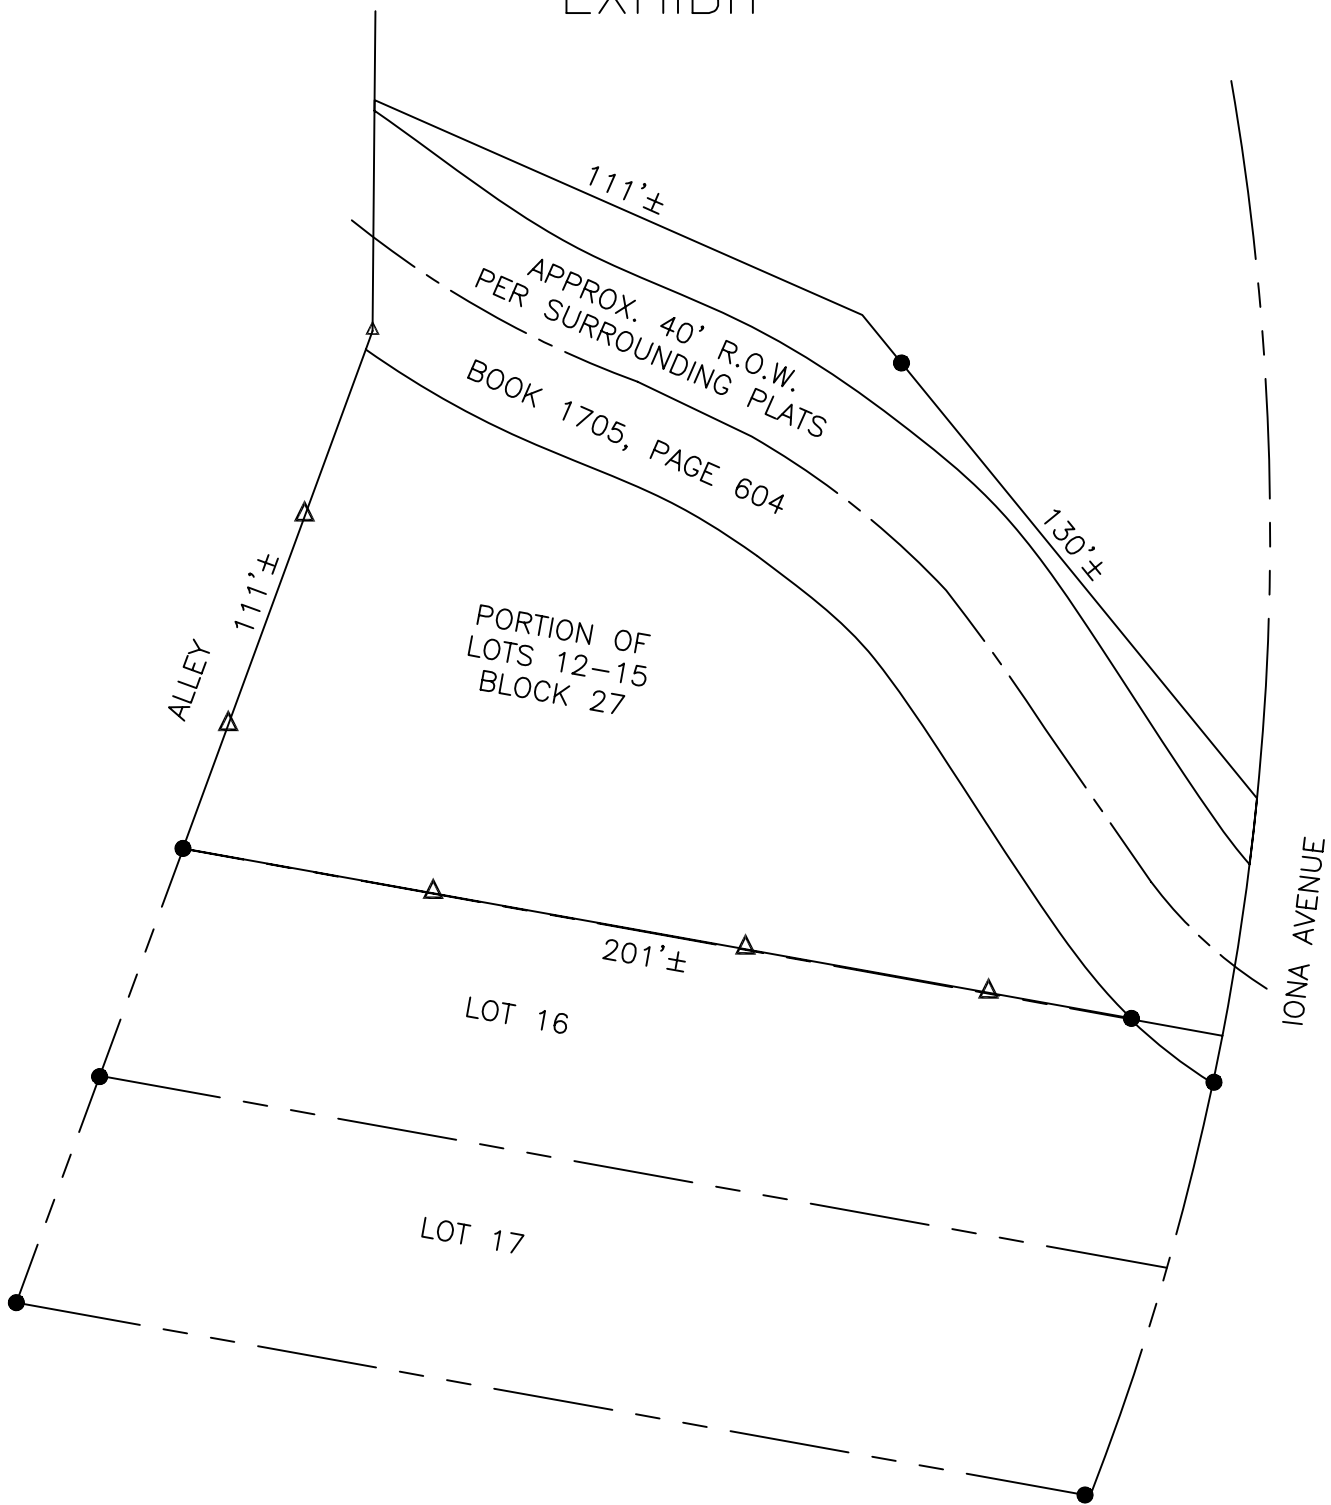 EXHIBIT
111'±
APPROX. 40' R.O.W.
PER SURROUNDING PLATS
BOOK 1705, PAGE 604
130'±
111'±
ALLEY
PORTION OF
LOTS 12-15
BLOCK 27
201'±
IONA AVENUE
LOT 16
LOT 17